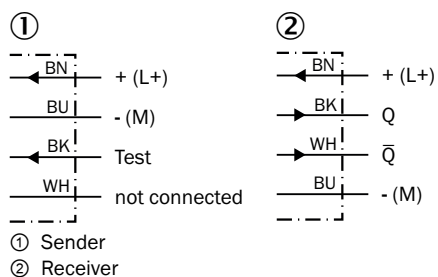 ① ②
BN + (L+)
BU - (M)
BK Test
WH not connected
BN + (L+)
BK Q
WH Q̅
BU - (M)
① Sender
② Receiver